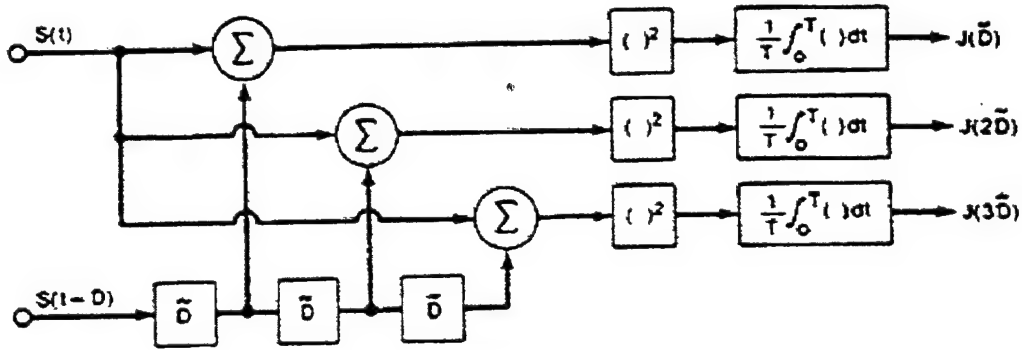 S(t)
Σ
( )²
1/T ∫₀ᵀ ( ) dt
J(D̃)
Σ
( )²
1/T ∫₀ᵀ ( ) dt
J(2D̃)
Σ
( )²
1/T ∫₀ᵀ ( ) dt
J(3D̃)
S(t – D)
D̃
D̃
D̃